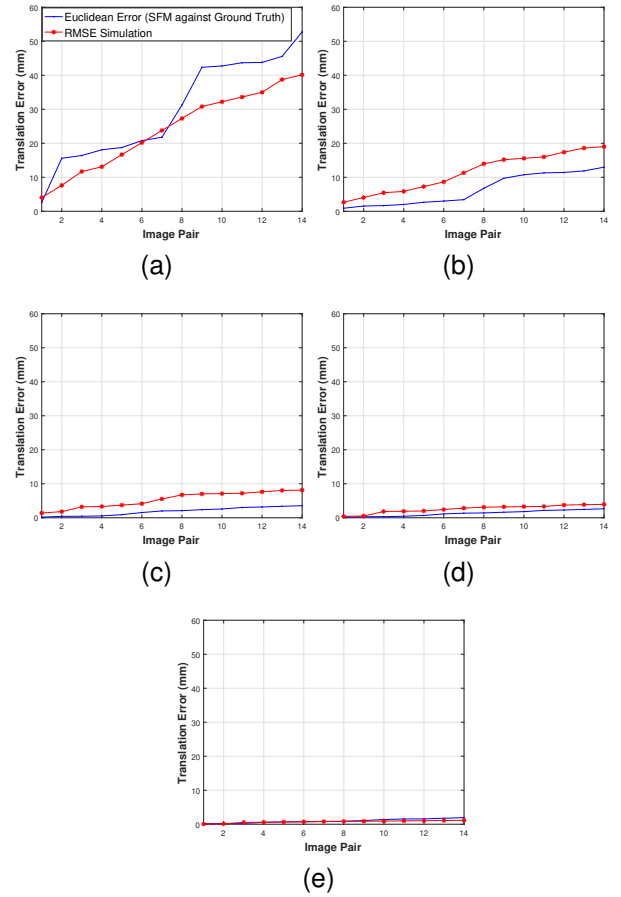 Euclidean Error (SFM against Ground Truth)
RMSE Simulation
Translation Error (mm)
60
50
40
30
20
10
0
2 4 6 8 10 12 14
Image Pair
(a)
Translation Error (mm)
60
50
40
30
20
10
0
2 4 6 8 10 12 14
Image Pair
(b)
Translation Error (mm)
60
50
40
30
20
10
0
2 4 6 8 10 12 14
Image Pair
(c)
Translation Error (mm)
60
50
40
30
20
10
0
2 4 6 8 10 12 14
Image Pair
(d)
Translation Error (mm)
60
50
40
30
20
10
0
2 4 6 8 10 12 14
Image Pair
(e)